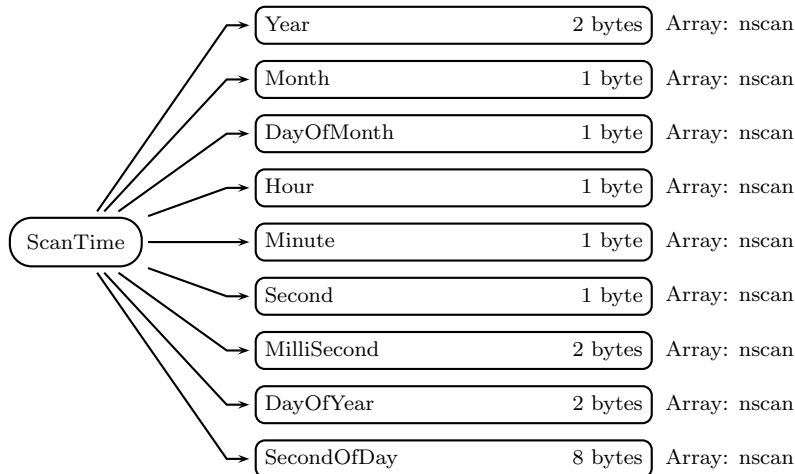 Year 2 bytes Array: nscan
Month 1 byte Array: nscan
DayOfMonth 1 byte Array: nscan
Hour 1 byte Array: nscan
ScanTime Minute 1 byte Array: nscan
Second 1 byte Array: nscan
MilliSecond 2 bytes Array: nscan
DayOfYear 2 bytes Array: nscan
SecondOfDay 8 bytes Array: nscan